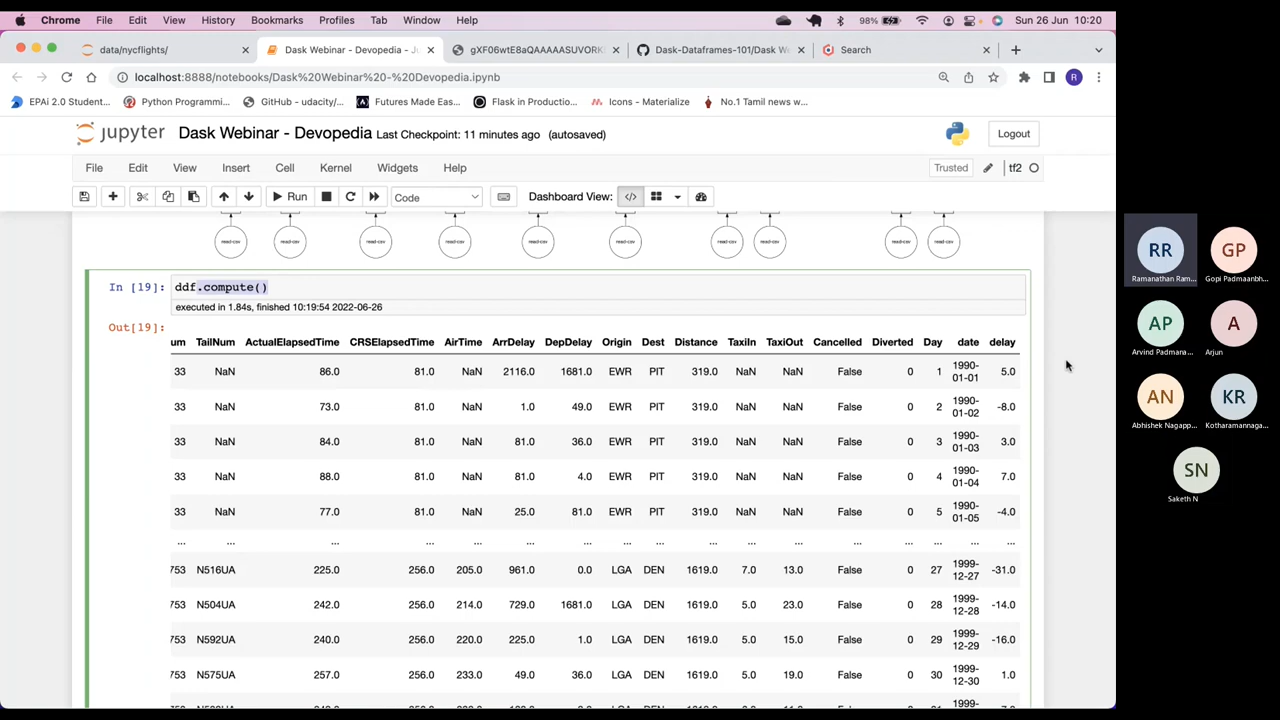 Chrome File Edit View History Bookmarks Profiles Tab Window Help 98% Sun 26 Jun 10:20
data/nycflights/ × Dask Webinar - Devopedia - J × gXF06wtE8aQAAAAASUVORK × Dask-Dataframes-101/Dask We × Search × +
localhost:8888/notebooks/Dask%20Webinar%20-%20Devopedia.ipynb R
EPAi 2.0 Student... Python Programmi... GitHub - udacity/... Futures Made Eas... Flask in Productio... Icons - Materialize No.1 Tamil news w...
jupyter Dask Webinar - Devopedia Last Checkpoint: 11 minutes ago (autosaved) Logout
File Edit View Insert Cell Kernel Widgets Help Trusted tf2
Run Code Dashboard View: </>
read-csv read-csv read-csv read-csv read-csv read-csv read-csv read-csv read-csv read-csv
In [19]: ddf.compute()
executed in 1.84s, finished 10:19:54 2022-06-26
Out[19]:
um TailNum ActualElapsedTime CRSElapsedTime AirTime ArrDelay DepDelay Origin Dest Distance TaxiIn TaxiOut Cancelled Diverted Day date delay
33 NaN 86.0 81.0 NaN 2116.0 1681.0 EWR PIT 319.0 NaN NaN False 0 1 1990-01-01 5.0
33 NaN 73.0 81.0 NaN 1.0 49.0 EWR PIT 319.0 NaN NaN False 0 2 1990-01-02 -8.0
33 NaN 84.0 81.0 NaN 81.0 36.0 EWR PIT 319.0 NaN NaN False 0 3 1990-01-03 3.0
33 NaN 88.0 81.0 NaN 81.0 4.0 EWR PIT 319.0 NaN NaN False 0 4 1990-01-04 7.0
33 NaN 77.0 81.0 NaN 25.0 81.0 EWR PIT 319.0 NaN NaN False 0 5 1990-01-05 -4.0
... ... ... ... ... ... ... ... ... ... ... ... ... ... ... ... ...
753 N516UA 225.0 256.0 205.0 961.0 0.0 LGA DEN 1619.0 7.0 13.0 False 0 27 1999-12-27 -31.0
753 N504UA 242.0 256.0 214.0 729.0 1681.0 LGA DEN 1619.0 5.0 23.0 False 0 28 1999-12-28 -14.0
753 N592UA 240.0 256.0 220.0 225.0 1.0 LGA DEN 1619.0 5.0 15.0 False 0 29 1999-12-29 -16.0
753 N575UA 257.0 256.0 233.0 49.0 36.0 LGA DEN 1619.0 5.0 19.0 False 0 30 1999-12-30 1.0
1999-
RR GP
Ramanathan Ram... Gopi Padmaanbh...
AP A
Arvind Padmana... Arjun
AN KR
Abhishek Nagapp... Kotharamannaga...
SN
Saketh N